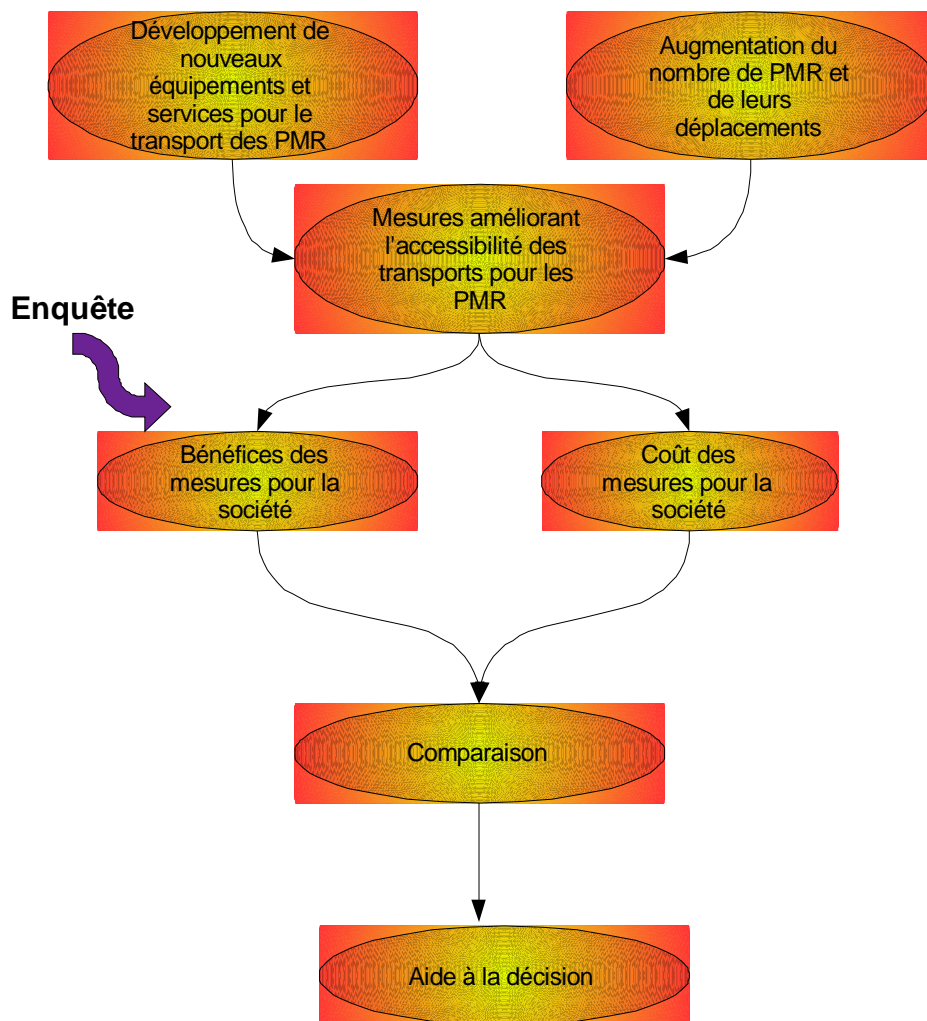 Développement de
nouveaux
équipements et
services pour le
transport des PMR
Augmentation du
nombre de PMR et
de leurs
déplacements
Mesures améliorant
l'accessibilité des
transports pour les
PMR
Enquête
Bénéfices des
mesures pour la
société
Coût des
mesures pour la
société
Comparaison
Aide à la décision